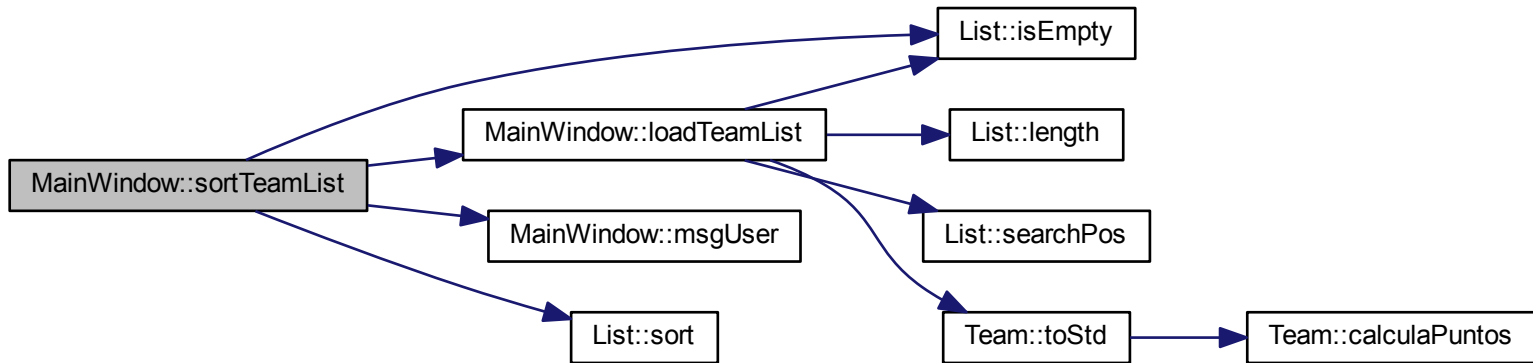 List::isEmpty
MainWindow::loadTeamList
List::length
MainWindow::sortTeamList
MainWindow::msgUser
List::searchPos
List::sort
Team::toStd
Team::calculaPuntos